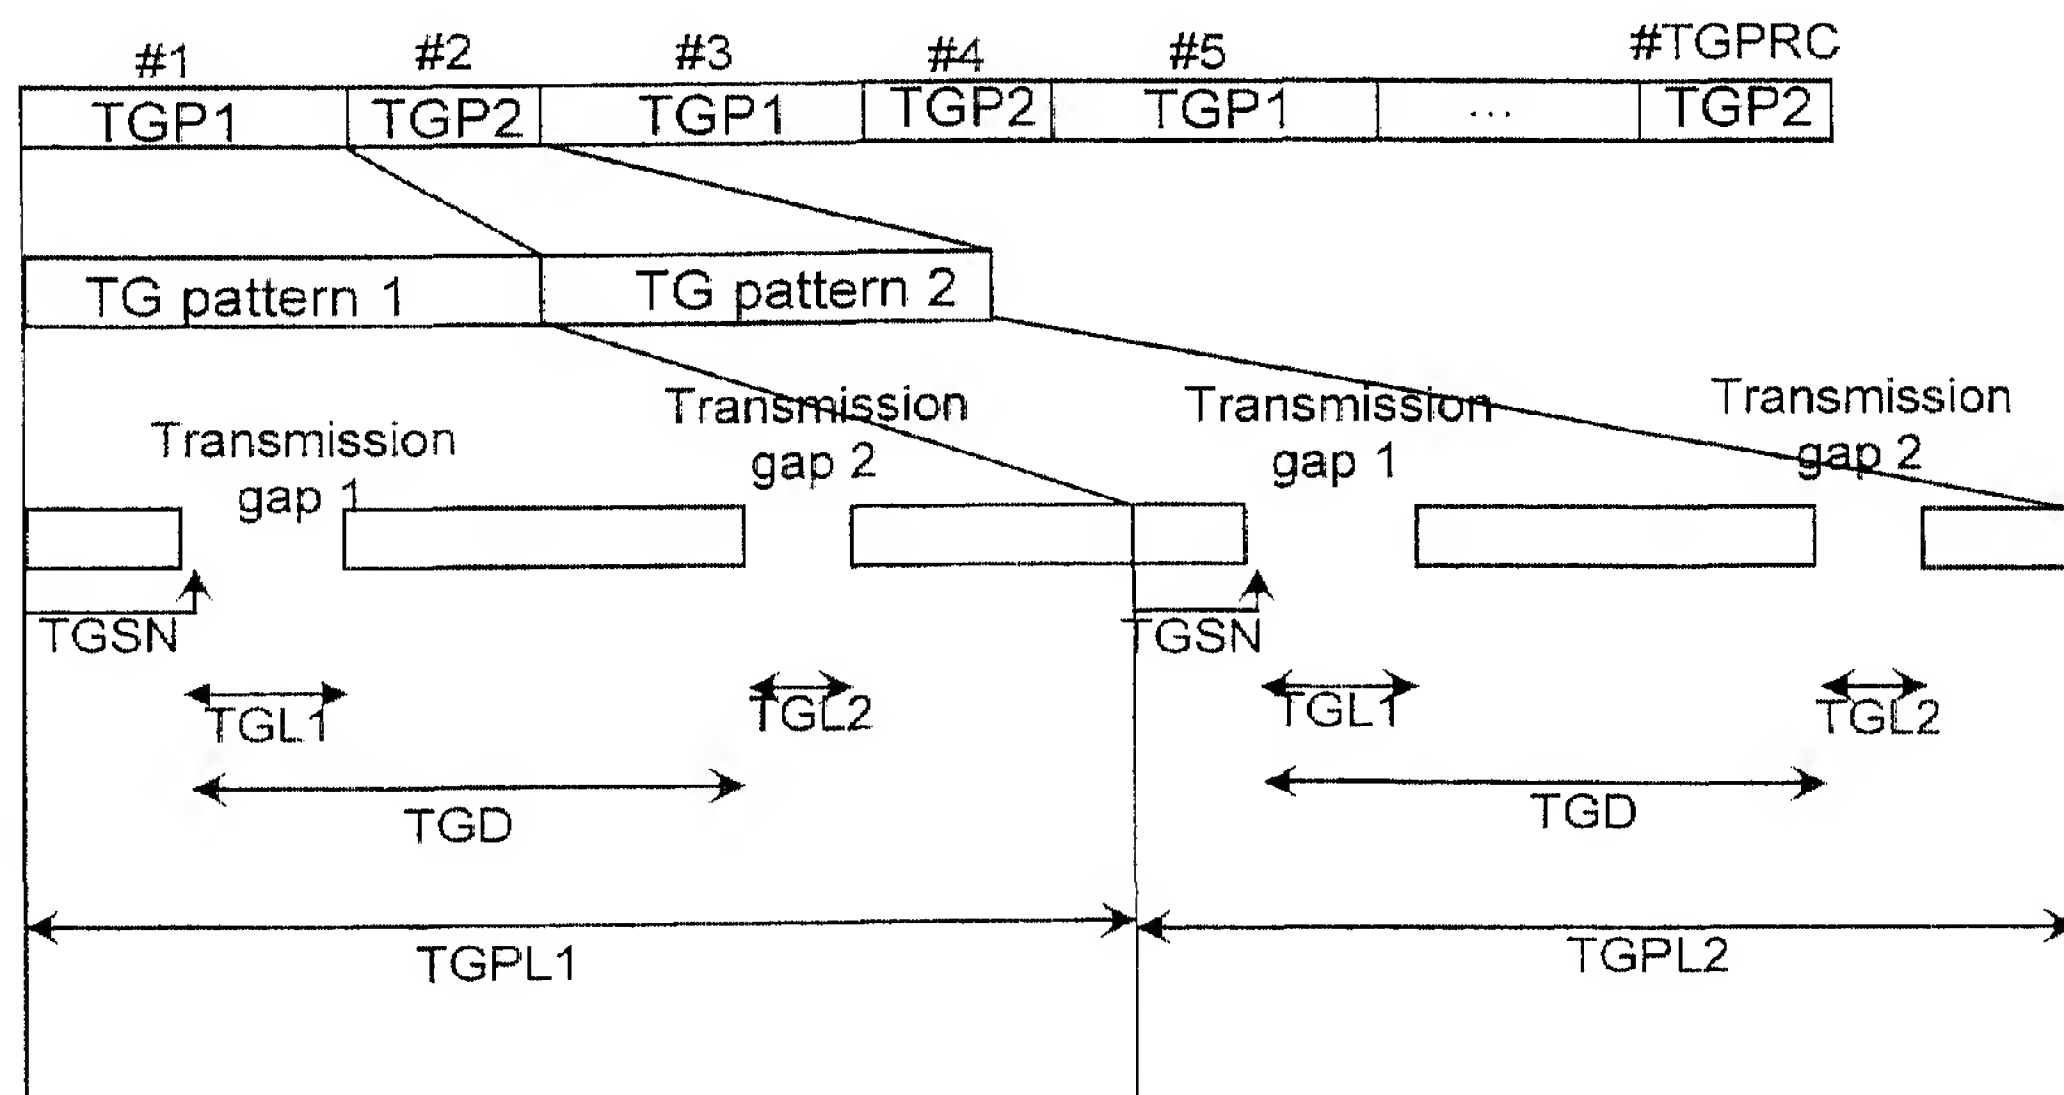 #1 #2 #3 #4 #5 #TGPRC
TGP1 TGP2 TGP1 TGP2 TGP1 ... TGP2
TG pattern 1 TG pattern 2
Transmission
gap 1
Transmission
gap 2
Transmission
gap 1
Transmission
gap 2
TGSN TGSN
TGL1 TGL2 TGL1 TGL2
TGD TGD
TGPL1 TGPL2